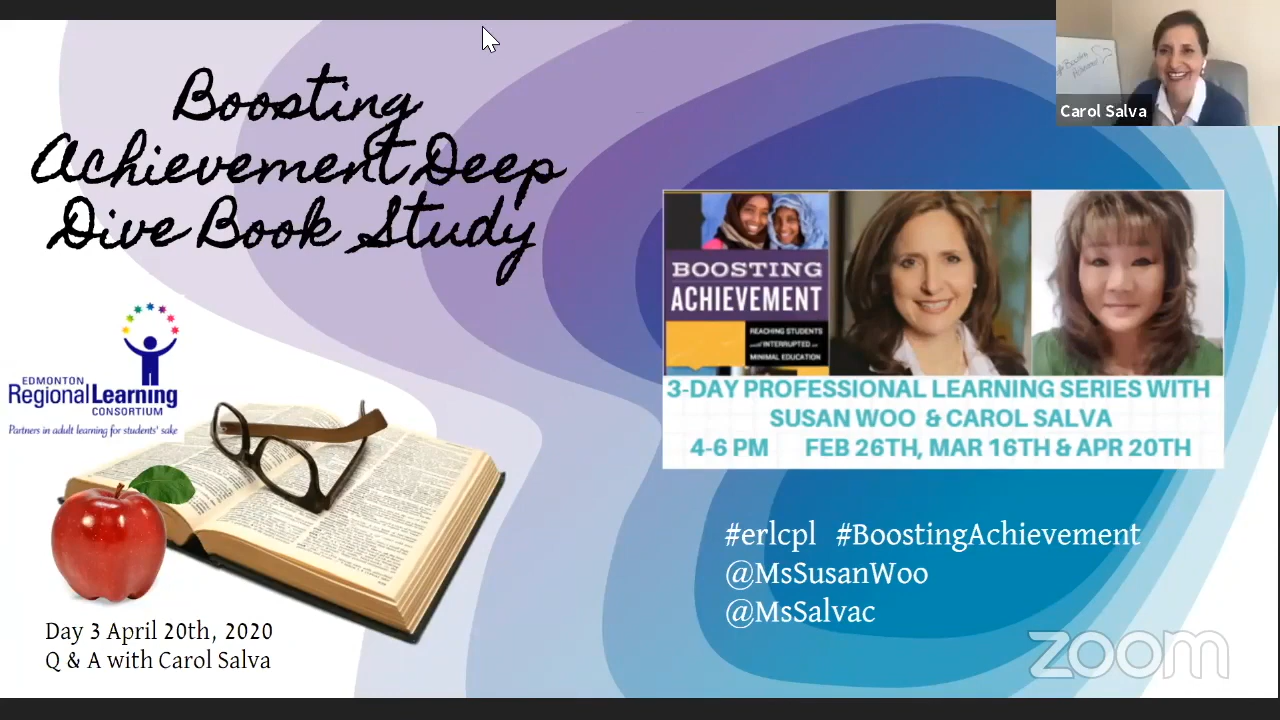 Boosting
Achievement Deep
Dive Book Study
Carol Salva
EDMONTON
Regional Learning
CONSORTIUM
Partners in adult learning for students' sake
BOOSTING
ACHIEVEMENT
REACHING STUDENTS
with INTERRUPTED or
MINIMAL EDUCATION
3-DAY PROFESSIONAL LEARNING SERIES WITH
SUSAN WOO & CAROL SALVA
4-6 PM FEB 26TH, MAR 16TH & APR 20TH
#erlcpl #BoostingAchievement
@MsSusanWoo
@MsSalvac
Day 3 April 20th, 2020
Q & A with Carol Salva
zoom